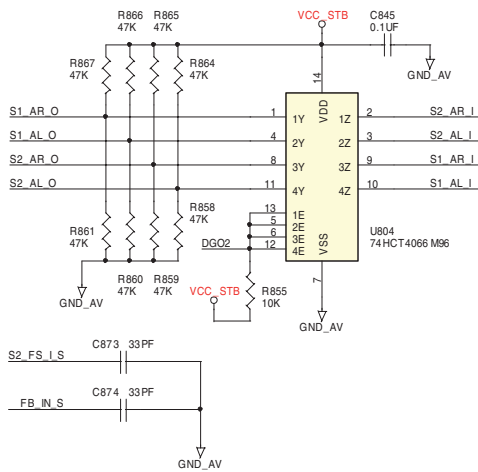 R866 R865
47K 47K
VCC_STB
C845
0.1UF
R867
47K
R864
47K
GND_AV
14
VDD
S1_AR_O 1 1Y 1Z 2 S2_AR_I
S1_AL_O 4 2Y 2Z 3 S2_AL_I
S2_AR_O 8 3Y 3Z 9 S1_AR_I
S2_AL_O 11 4Y 4Z 10 S1_AL_I
R861
47K
R858
47K
13 1E
5 2E
6 3E
DGO2 12 4E
VSS
U804
74HCT4066M96
7
R860 R859
47K 47K
VCC_STB
R855
10K
GND_AV
GND_AV
S2_FS_I_S C873 33PF
FB_IN_S C874 33PF
GND_AV